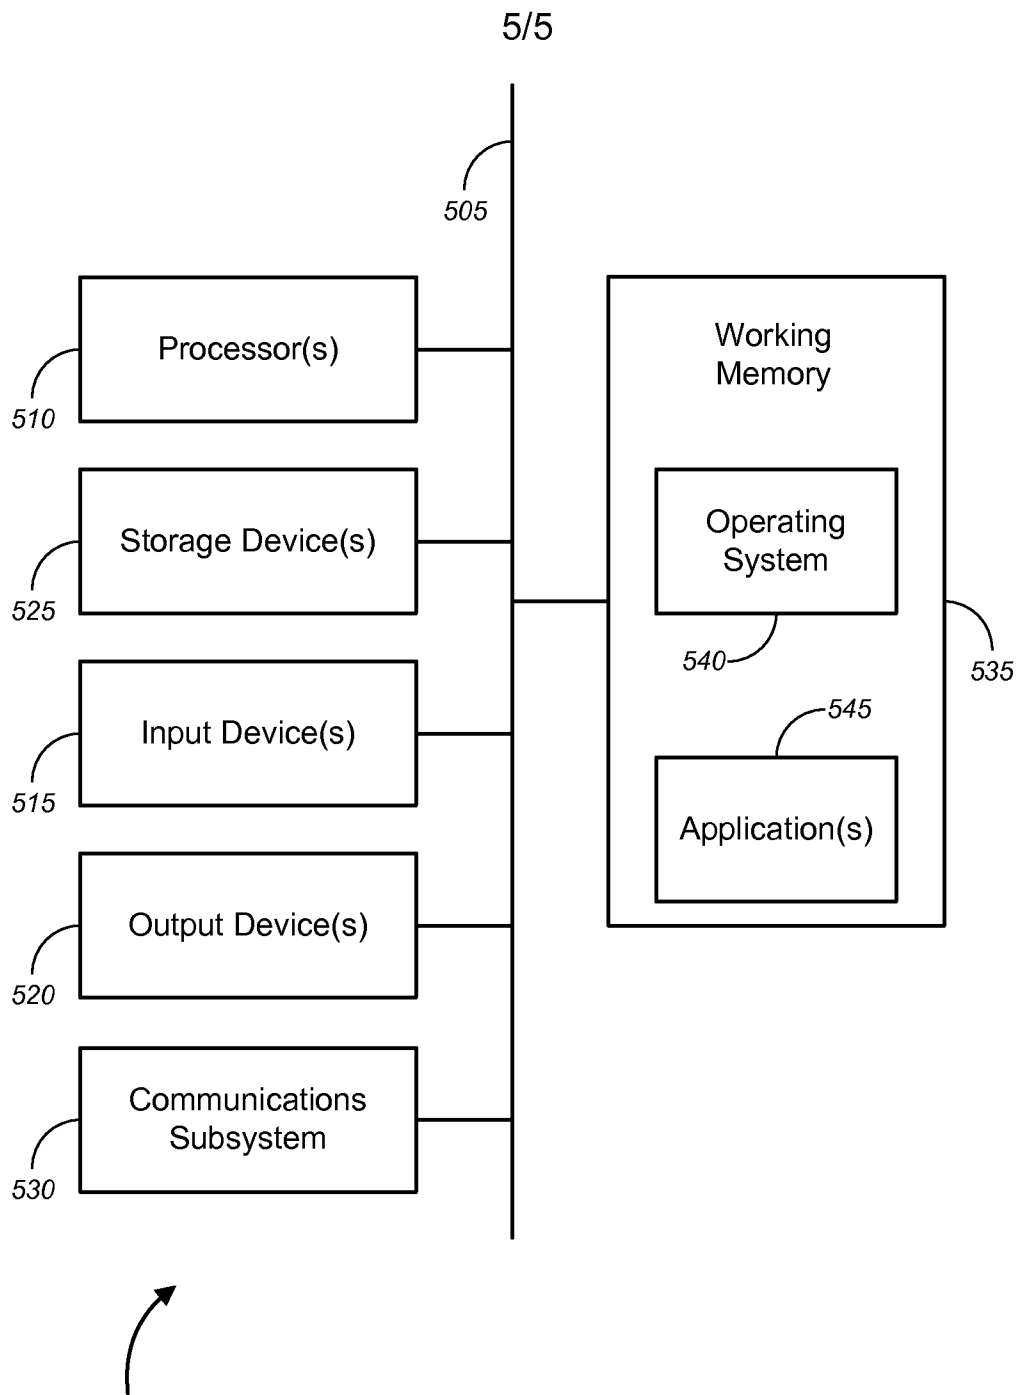 5/5
505
Processor(s)
510
Storage Device(s)
525
Input Device(s)
515
Output Device(s)
520
Communications
Subsystem
530
Working
Memory
Operating
System
540
535
545
Application(s)